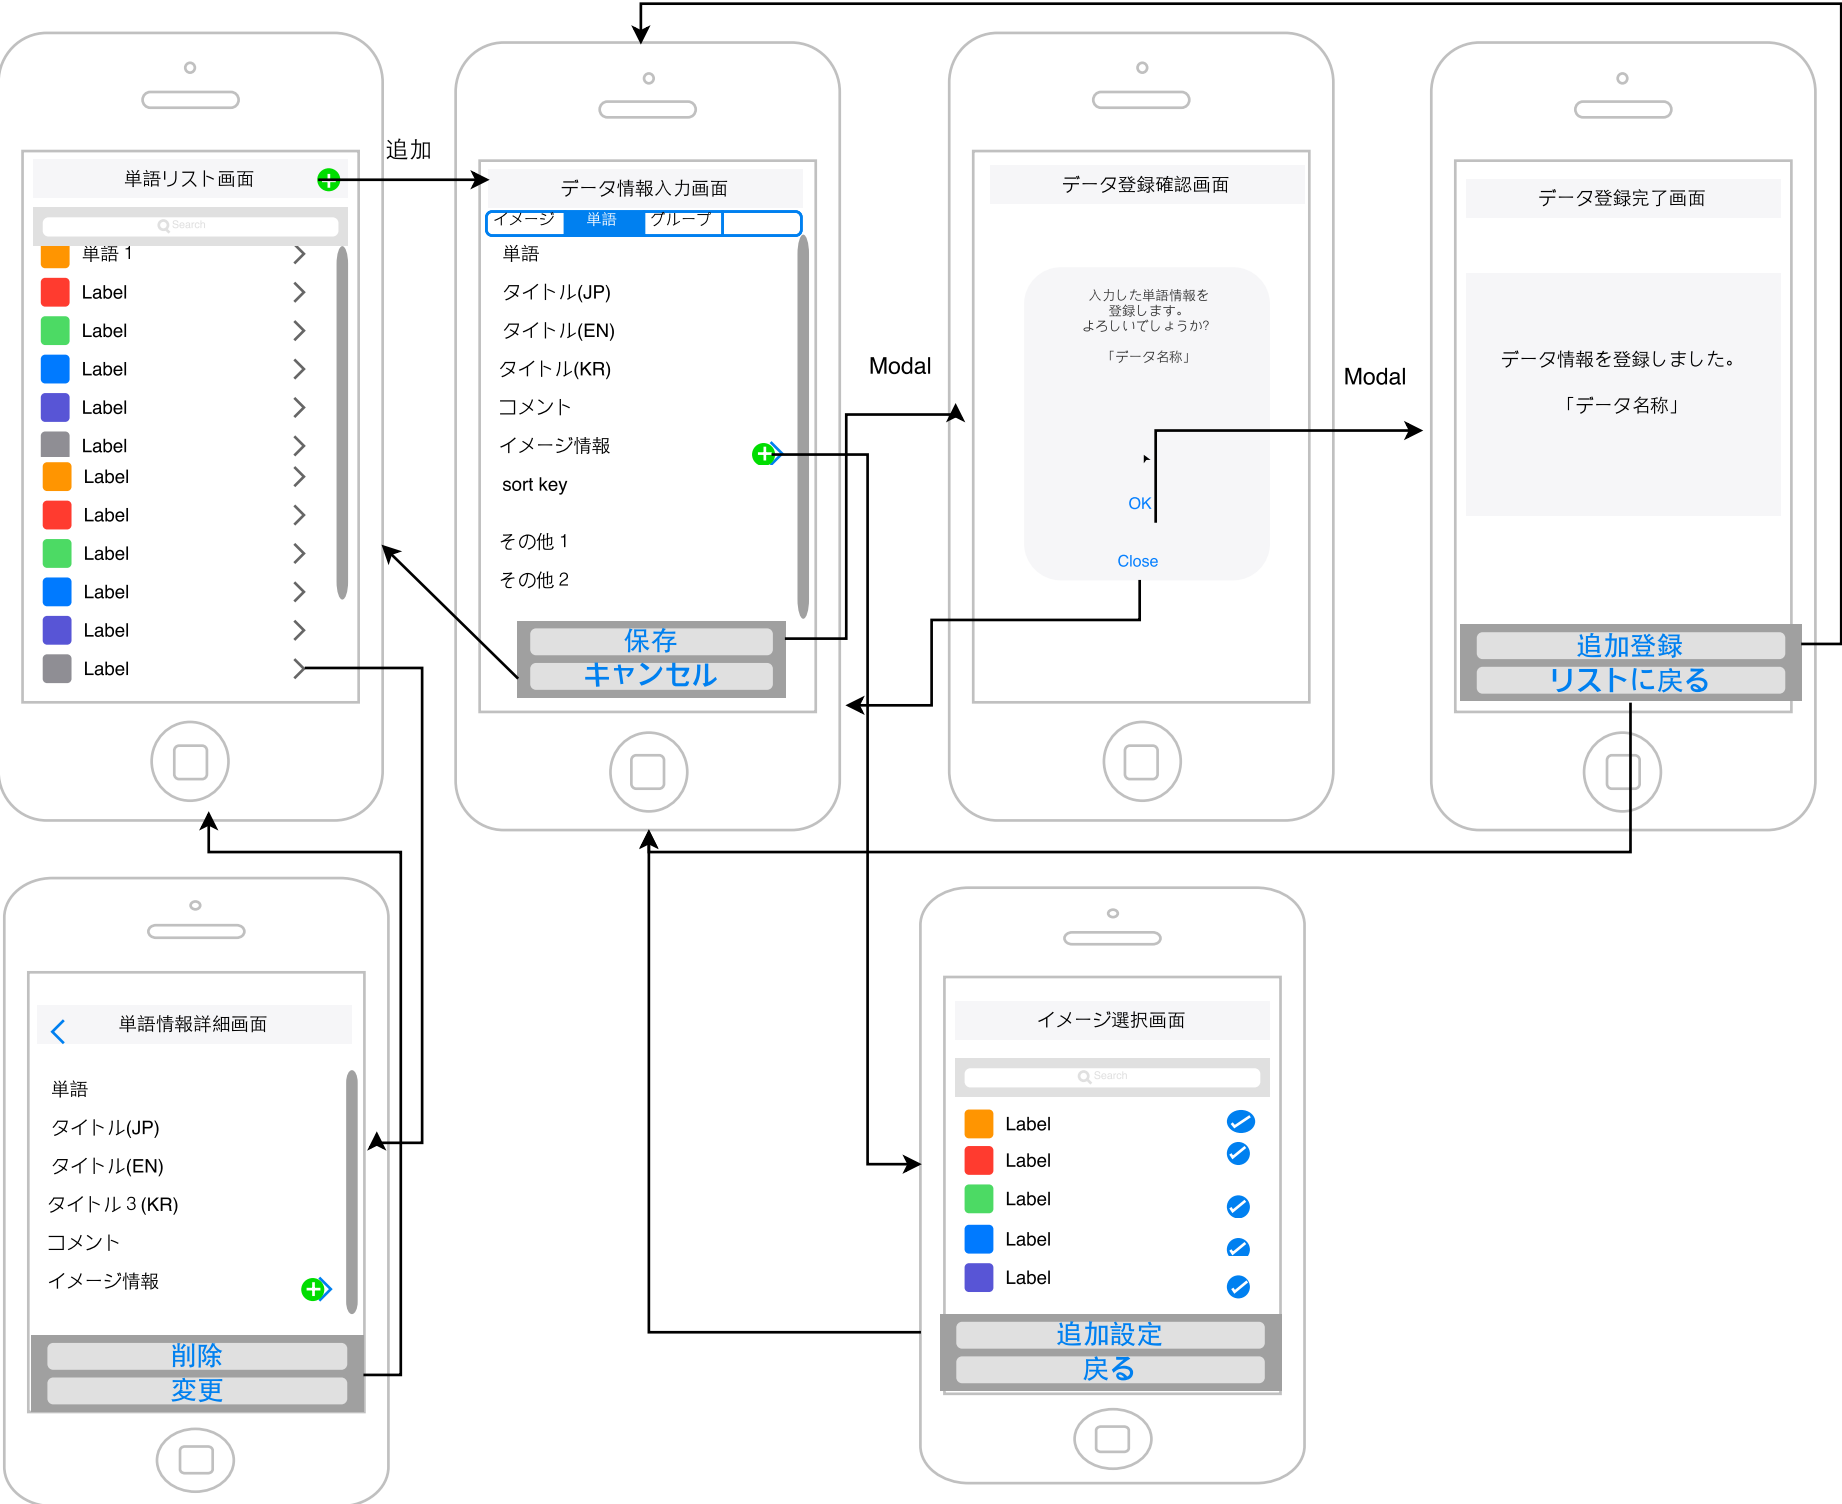 追加
単語リスト画面
Search
単語 1
Label
Label
Label
Label
Label
Label
Label
Label
Label
Label
Label
データ情報入力画面
イメージ 単語 グループ
単語
タイトル(JP)
タイトル(EN)
タイトル(KR)
コメント
イメージ情報
sort key
その他 1
その他 2
保存
キャンセル
Modal
データ登録確認画面
入力した単語情報を
登録します。
よろしいでしょうか?
「データ名称」
OK
Close
Modal
データ登録完了画面
データ情報を登録しました。
「データ名称」
追加登録
リストに戻る
単語情報詳細画面
単語
タイトル(JP)
タイトル(EN)
タイトル 3 (KR)
コメント
イメージ情報
削除
変更
イメージ選択画面
Search
Label
Label
Label
Label
Label
追加設定
戻る